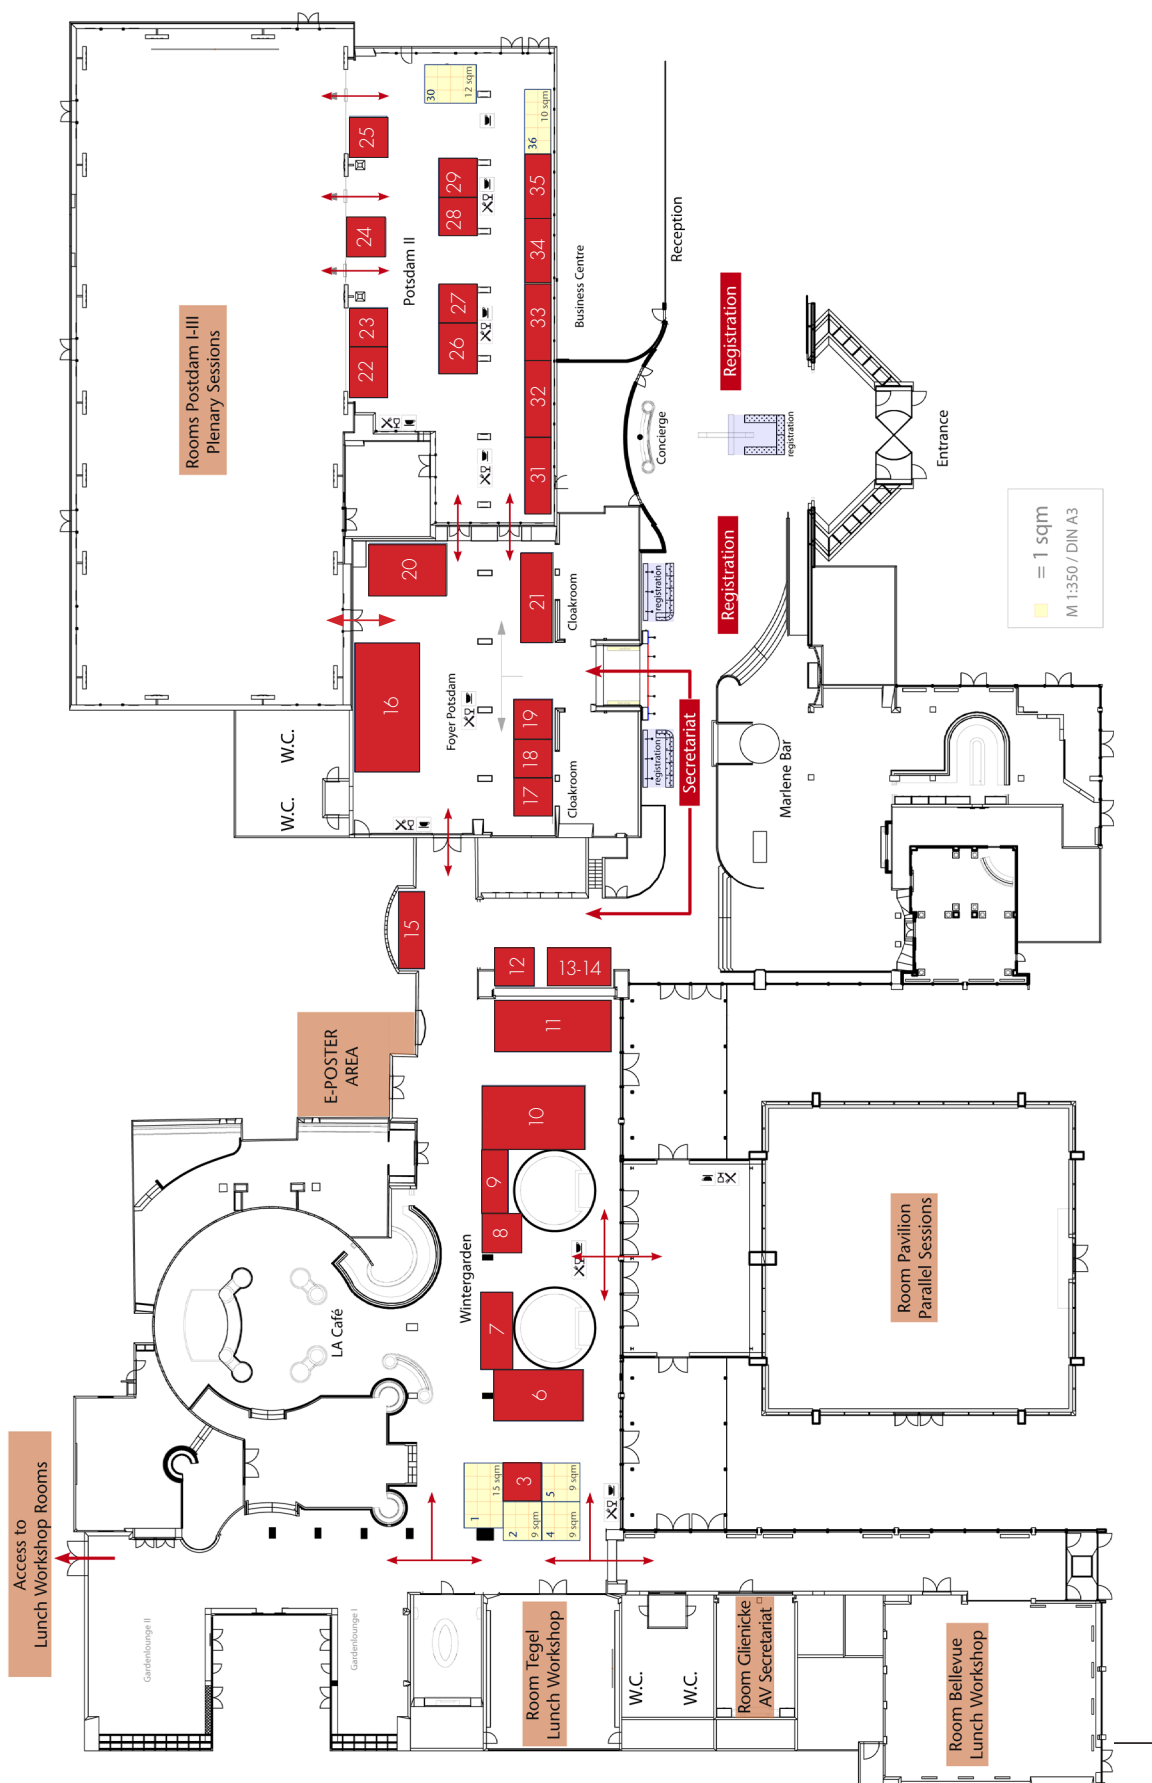 Rooms Postdam I-III
Plenary Sessions
25
24
23
22
Potsdam II
30
12 sqm
29
28
27
26
36
10 sqm
35
34
33
32
31
Business Centre
Reception
Registration
Concierge
registration
Entrance
= 1 sqm
M 1:350 / DIN A3
20
16
21
Cloakroom
registration
Registration
Foyer Potsdam
19
18
17
Cloakroom
registration
Secretariat
Marlene Bar
W.C.
W.C.
15
12
13-14
11
E-POSTER
AREA
10
9
8
Wintergarden
7
6
LA Café
Room Pavilion
Parallel Sessions
1
15 sqm
2
9 sqm
3
4
9 sqm
5
9 sqm
Access to
Lunch Workshop Rooms
Gardenlounge II
Gardenlounge I
Room Tegel
Lunch Workshop
W.C.
W.C.
Room Glienicke
AV Secretariat
Room Bellevue
Lunch Workshop